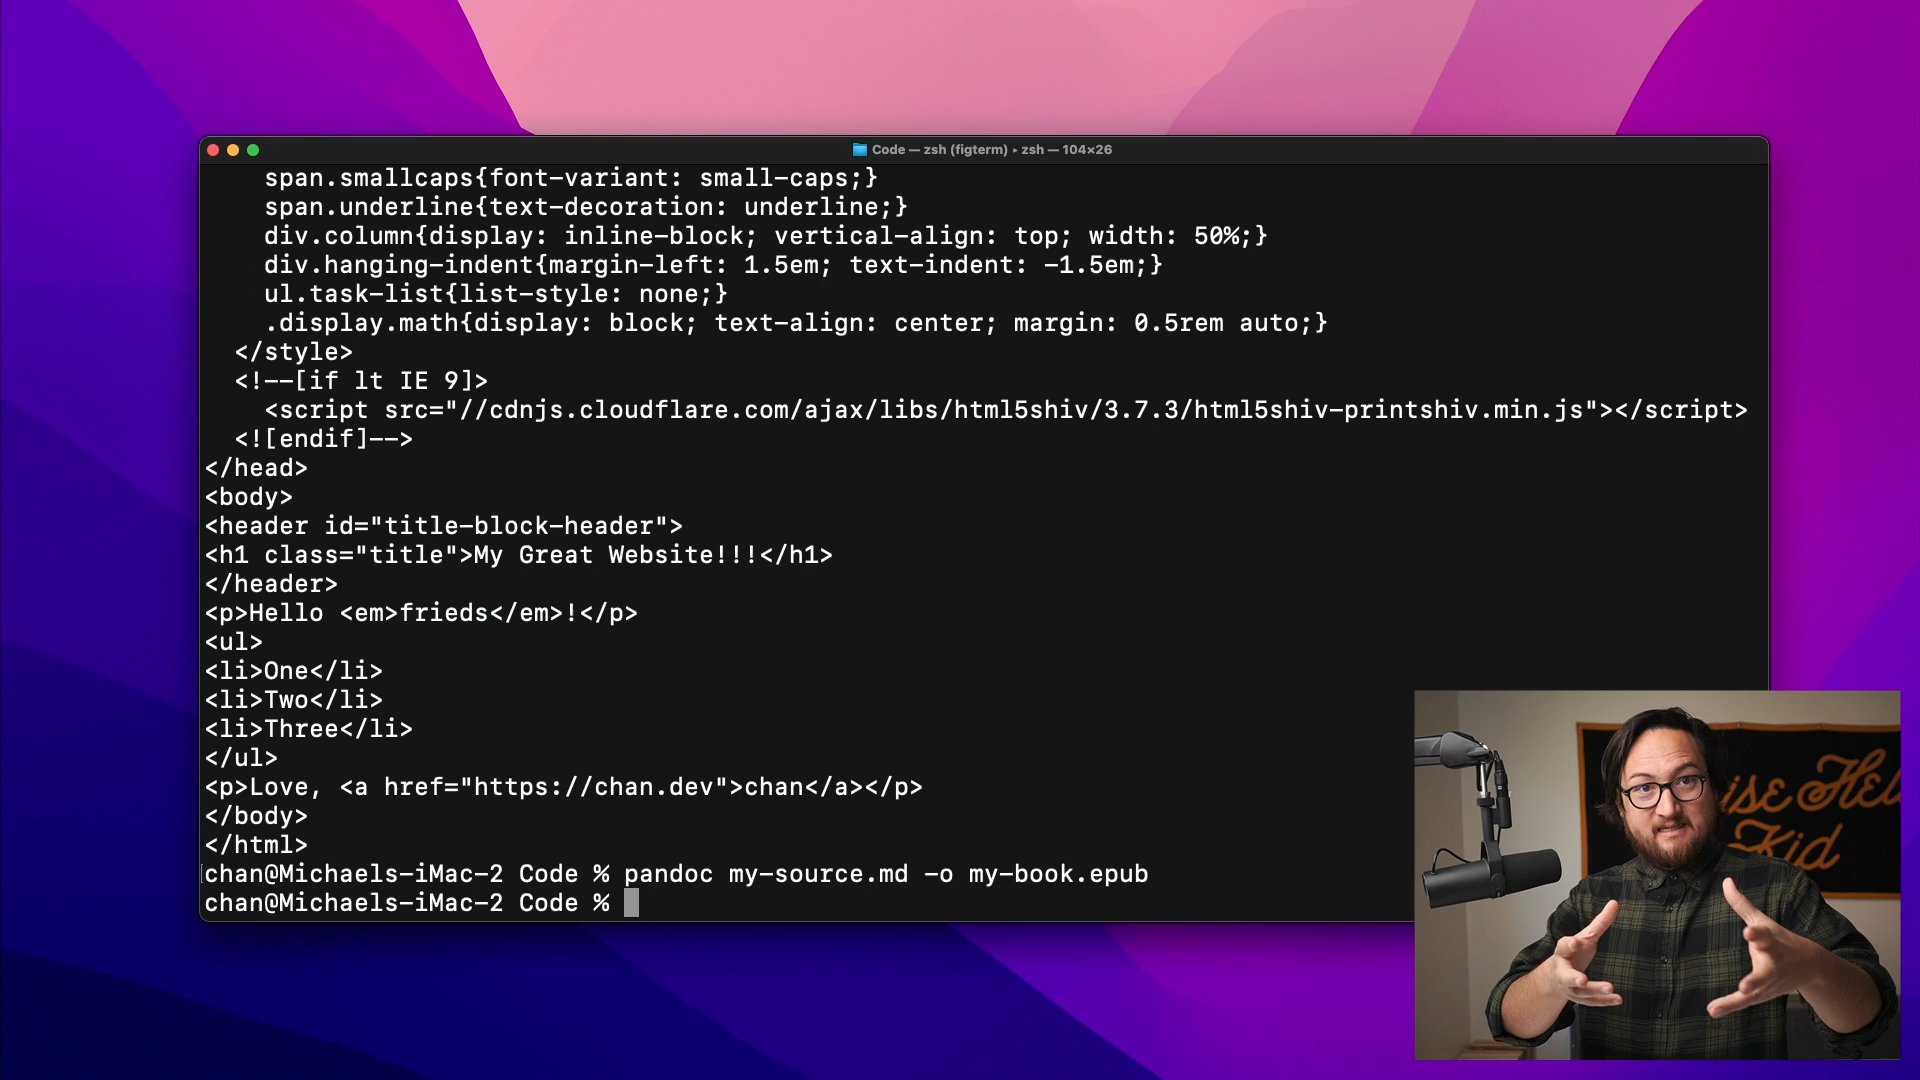 Code — zsh (figterm) ▸ zsh — 104×26
span.smallcaps{font-variant: small-caps;}
span.underline{text-decoration: underline;}
div.column{display: inline-block; vertical-align: top; width: 50%;}
div.hanging-indent{margin-left: 1.5em; text-indent: -1.5em;}
ul.task-list{list-style: none;}
.display.math{display: block; text-align: center; margin: 0.5rem auto;}
</style>
<!--[if lt IE 9]>
<script src="//cdnjs.cloudflare.com/ajax/libs/html5shiv/3.7.3/html5shiv-printshiv.min.js"></script>
<![endif]-->
</head>
<body>
<header id="title-block-header">
<h1 class="title">My Great Website!!!</h1>
</header>
<p>Hello <em>frieds</em>!</p>
<ul>
<li>One</li>
<li>Two</li>
<li>Three</li>
</ul>
<p>Love, <a href="https://chan.dev">chan</a></p>
</body>
</html>
chan@Michaels-iMac-2 Code % pandoc my-source.md -o my-book.epub
chan@Michaels-iMac-2 Code %
Kid